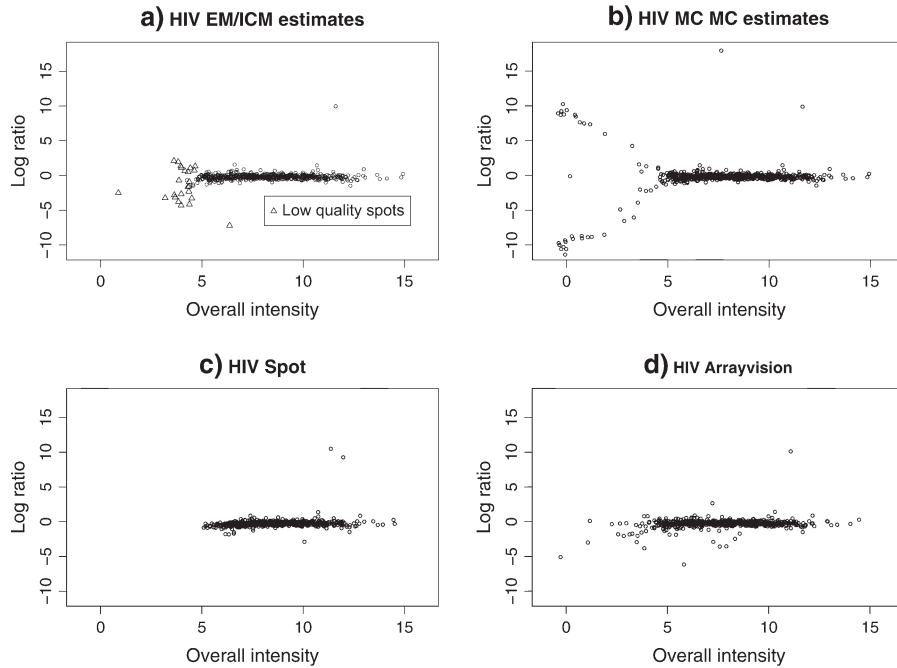 a) HIV EM/ICM estimates
15
10
5
0
−5
−10
Log ratio
△ Low quality spots
0 5 10 15
Overall intensity
b) HIV MC MC estimates
15
10
5
0
−5
−10
Log ratio
0 5 10 15
Overall intensity
c) HIV Spot
15
10
5
0
−5
−10
Log ratio
0 5 10 15
Overall intensity
d) HIV Arrayvision
15
10
5
0
−5
−10
Log ratio
0 5 10 15
Overall intensity